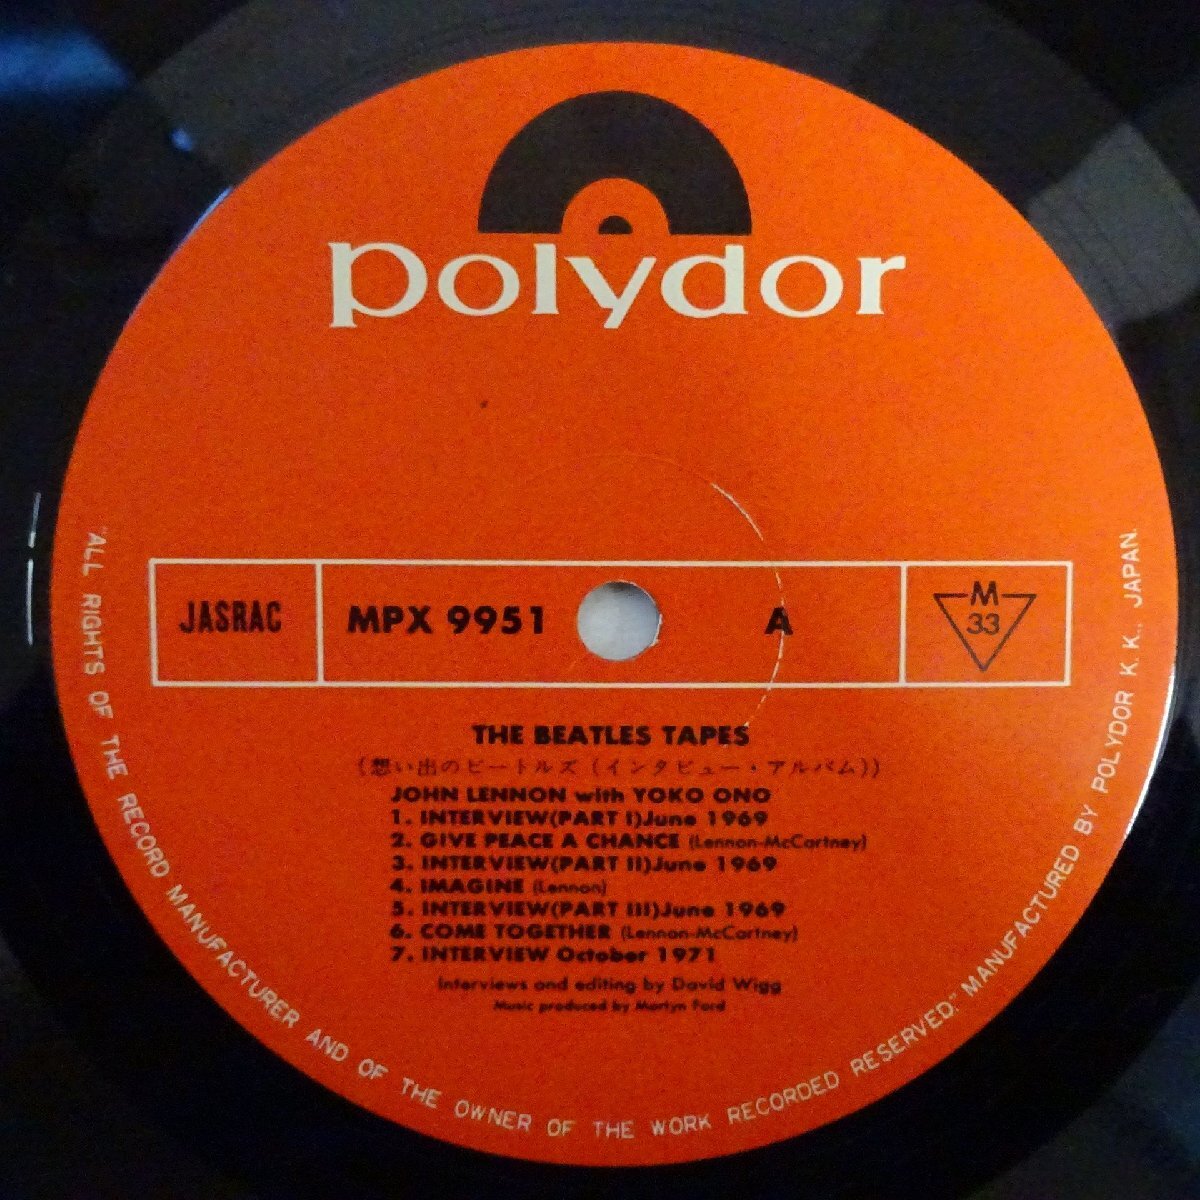 polydor
JASRAC MPX 9951 A M 33
THE BEATLES TAPES
(想い出のビートルズ(インタビュー・アルバム))
JOHN LENNON with YOKO ONO
1. INTERVIEW(PART I)June 1969
2. GIVE PEACE A CHANCE (Lennon-McCartney)
3. INTERVIEW(PART II)June 1969
4. IMAGINE (Lennon)
5. INTERVIEW(PART III)June 1969
6. COME TOGETHER (Lennon-McCartney)
7. INTERVIEW October 1971
Interviews and editing by David Wigg
Music produced by Martyn Ford
"ALL RIGHTS OF THE RECORD MANUFACTURER AND OF THE OWNER OF THE WORK RECORDED RESERVED." MANUFACTURED BY POLYDOR K. K., JAPAN.